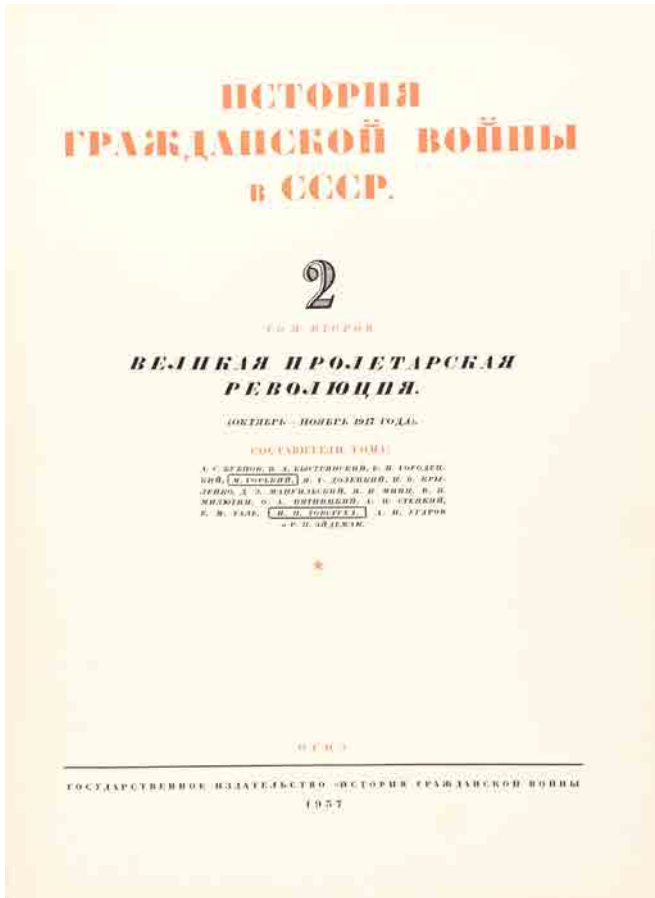 ИСТОРИЯ
ГРАЖДАНСКОЙ ВОЙНЫ
в СССР.
2
ТОМ ВТОРОЙ
ВЕЛИКАЯ ПРОЛЕТАРСКАЯ
РЕВОЛЮЦИЯ.
(ОКТЯБРЬ—НОЯБРЬ 1917 ГОДА).
СОСТАВИТЕЛИ ТОМА:
А. С. БУБНОВ, В. А. БЫСТРЯНСКИЙ, Е. Н. ГОРОДЕЦ-
КИЙ, М. ГОРЬКИЙ, Я. Г. ДОЛЕЦКИЙ, Н. В. КРЫ-
ЛЕНКО, Д. З. МАНУИЛЬСКИЙ, И. И. МИНЦ, В. П.
МИЛЮТИН, О. А. ПЯТНИЦКИЙ, А. И. СТЕЦКИЙ,
И. П. ТОВСТУХА, А. И. УГАРОВ
и Р. П. ЭЙДЕМАН.
ОГИЗ
ГОСУДАРСТВЕННОЕ ИЗДАТЕЛЬСТВО «ИСТОРИЯ ГРАЖДАНСКОЙ ВОЙНЫ
1937